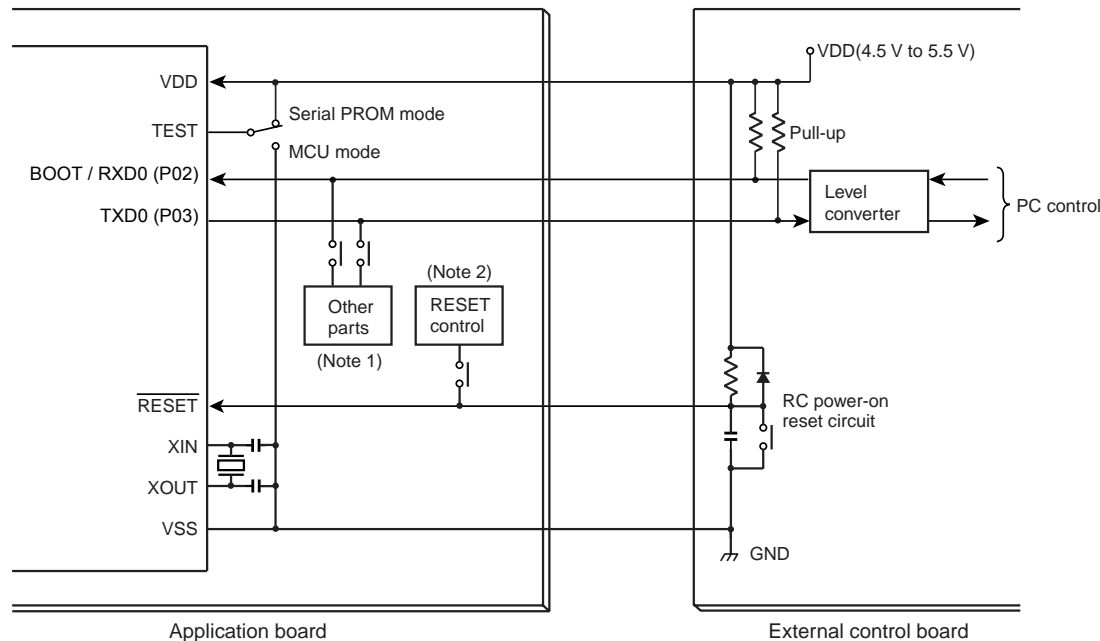 VDD(4.5 V to 5.5 V)
VDD
Serial PROM mode
TEST
Pull-up
MCU mode
BOOT / RXD0 (P02)
Level
converter
PC control
TXD0 (P03)
(Note 2)
Other
parts
RESET
control
(Note 1)
RESET
RC power-on
reset circuit
XIN
XOUT
VSS
GND
Application board
External control board